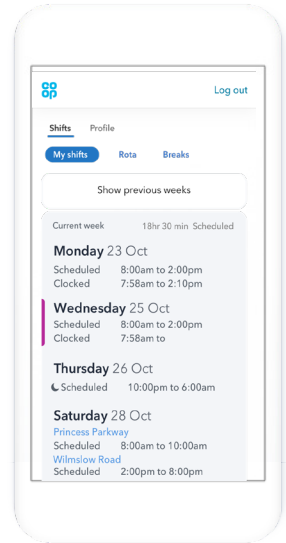 CO
OP
Log out
Shifts Profile
My shifts Rota Breaks
Show previous weeks
Current week 18hr 30 min Scheduled
Monday 23 Oct
Scheduled 8:00am to 2:00pm
Clocked 7:58am to 2:10pm
Wednesday 25 Oct
Scheduled 8:00am to 2:00pm
Clocked 7:58am to
Thursday 26 Oct
Scheduled 10:00pm to 6:00am
Saturday 28 Oct
Princess Parkway
Scheduled 8:00am to 10:00am
Wilmslow Road
Scheduled 2:00pm to 8:00pm